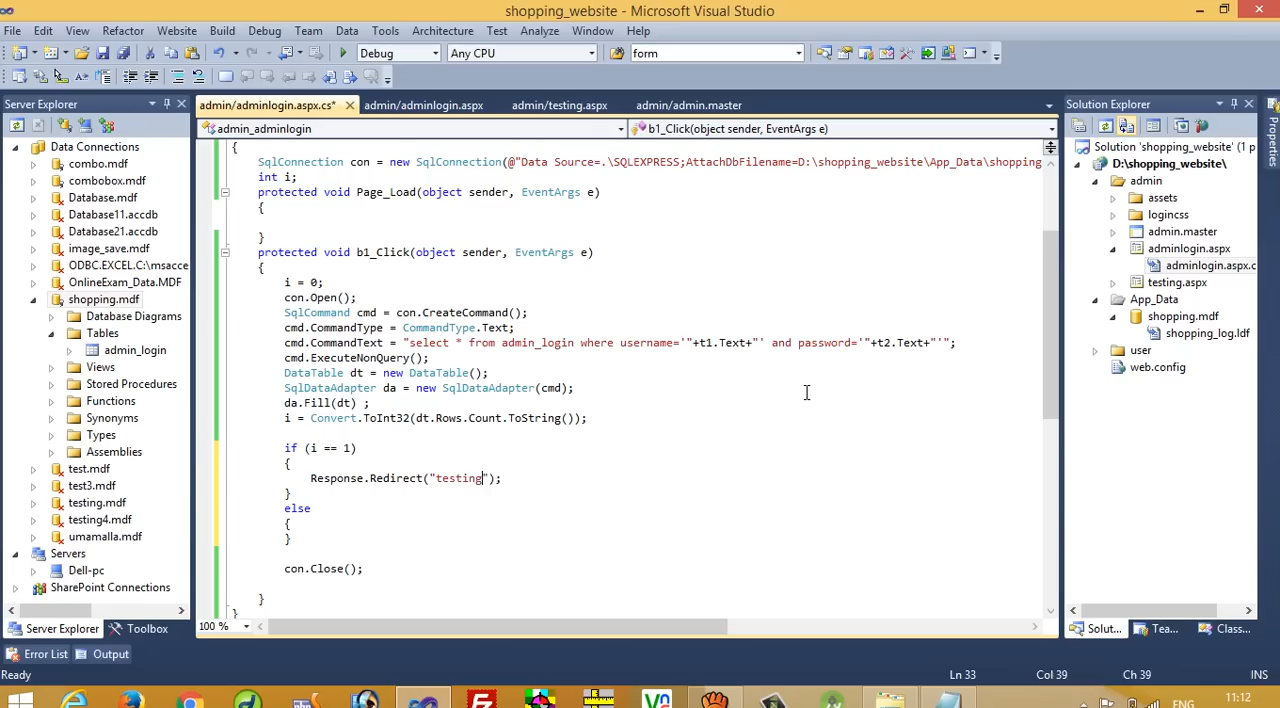 shopping_website - Microsoft Visual Studio
File Edit View Refactor Website Build Debug Team Data Tools Architecture Test Analyze Window Help
Debug Any CPU form
Server Explorer
Data Connections
combo.mdf
combobox.mdf
Database.mdf
Database11.accdb
Database21.accdb
image_save.mdf
ODBC.EXCEL.C:\msacce
OnlineExam_Data.MDF
shopping.mdf
Database Diagrams
Tables
admin_login
Views
Stored Procedures
Functions
Synonyms
Types
Assemblies
test.mdf
test3.mdf
testing.mdf
testing4.mdf
umamalla.mdf
Servers
Dell-pc
SharePoint Connections
Server Explorer Toolbox
admin/adminlogin.aspx.cs* admin/adminlogin.aspx admin/testing.aspx admin/admin.master
admin_adminlogin b1_Click(object sender, EventArgs e)
{
SqlConnection con = new SqlConnection(@"Data Source=.\SQLEXPRESS;AttachDbFilename=D:\shopping_website\App_Data\shopping
int i;
protected void Page_Load(object sender, EventArgs e)
{
}
protected void b1_Click(object sender, EventArgs e)
{
i = 0;
con.Open();
SqlCommand cmd = con.CreateCommand();
cmd.CommandType = CommandType.Text;
cmd.CommandText = "select * from admin_login where username='"+t1.Text+"' and password='"+t2.Text+"'";
cmd.ExecuteNonQuery();
DataTable dt = new DataTable();
SqlDataAdapter da = new SqlDataAdapter(cmd);
da.Fill(dt) ;
i = Convert.ToInt32(dt.Rows.Count.ToString());
if (i == 1)
{
Response.Redirect("testing");
}
else
{
}
con.Close();
}
}
100 %
Solution Explorer
Solution 'shopping_website' (1 p
D:\shopping_website\
admin
assets
logincss
admin.master
adminlogin.aspx
adminlogin.aspx.c
testing.aspx
App_Data
shopping.mdf
shopping_log.ldf
user
web.config
Solut... Tea... Class...
Properties
Error List Output
Ready Ln 33 Col 39 Ch 39 INS
ENG 11:12